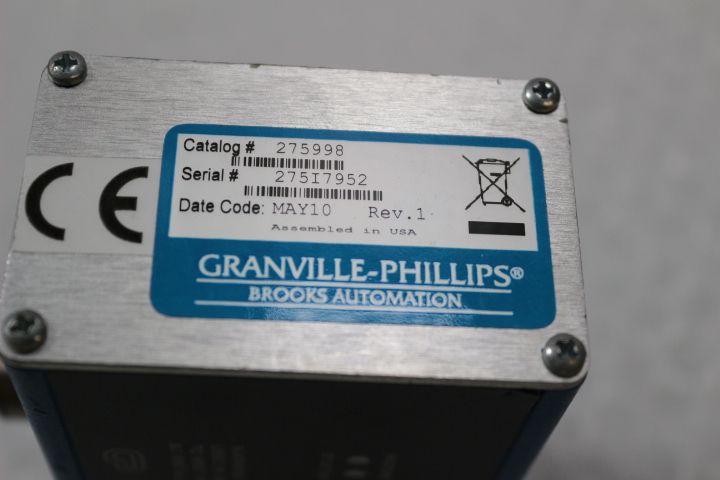 Catalog # 275998
Serial # 275I7952
Date Code: MAY10 Rev.1
Assembled in USA
CE
GRANVILLE-PHILLIPS®
BROOKS AUTOMATION